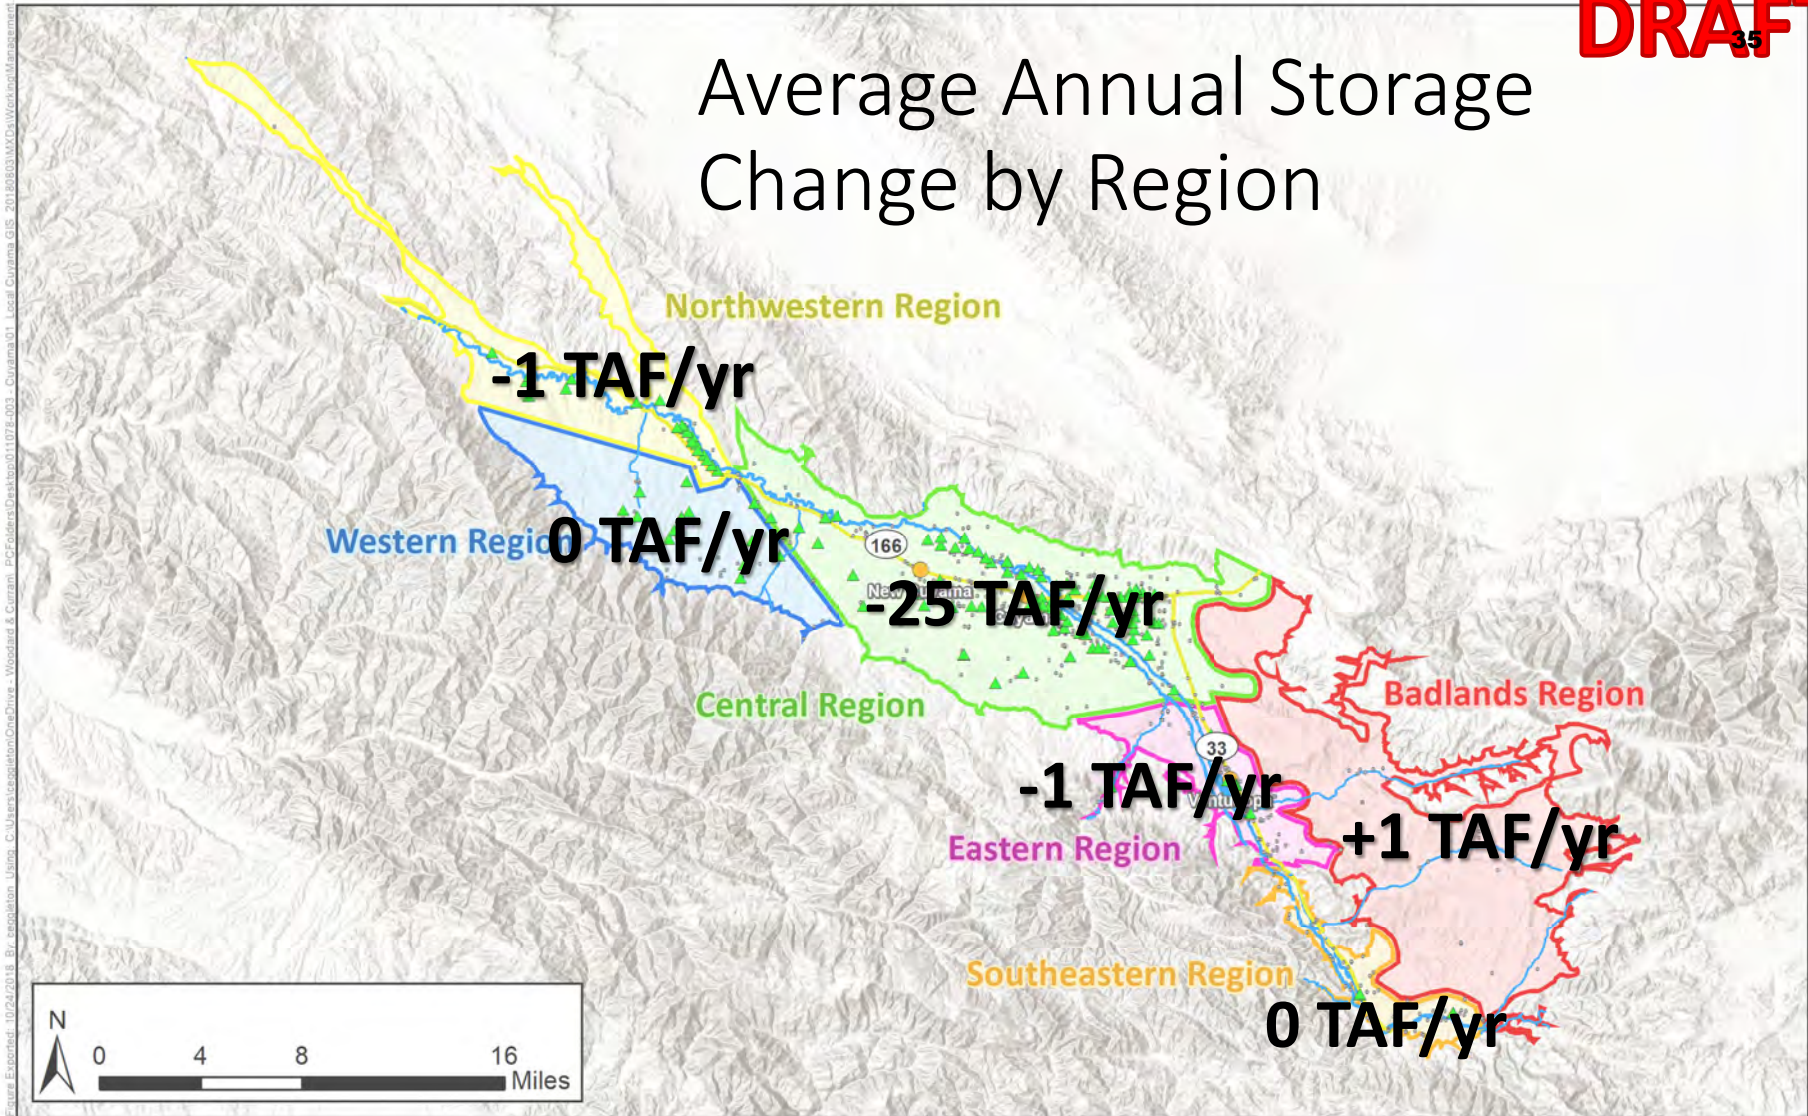 DRAFT
35
Average Annual Storage
Change by Region
Northwestern Region
-1 TAF/yr
Western Region
0 TAF/yr
166
-25 TAF/yr
Central Region
Badlands Region
33
-1 TAF/yr
+1 TAF/yr
Eastern Region
Southeastern Region
0 TAF/yr
N
0 4 8 16
Miles